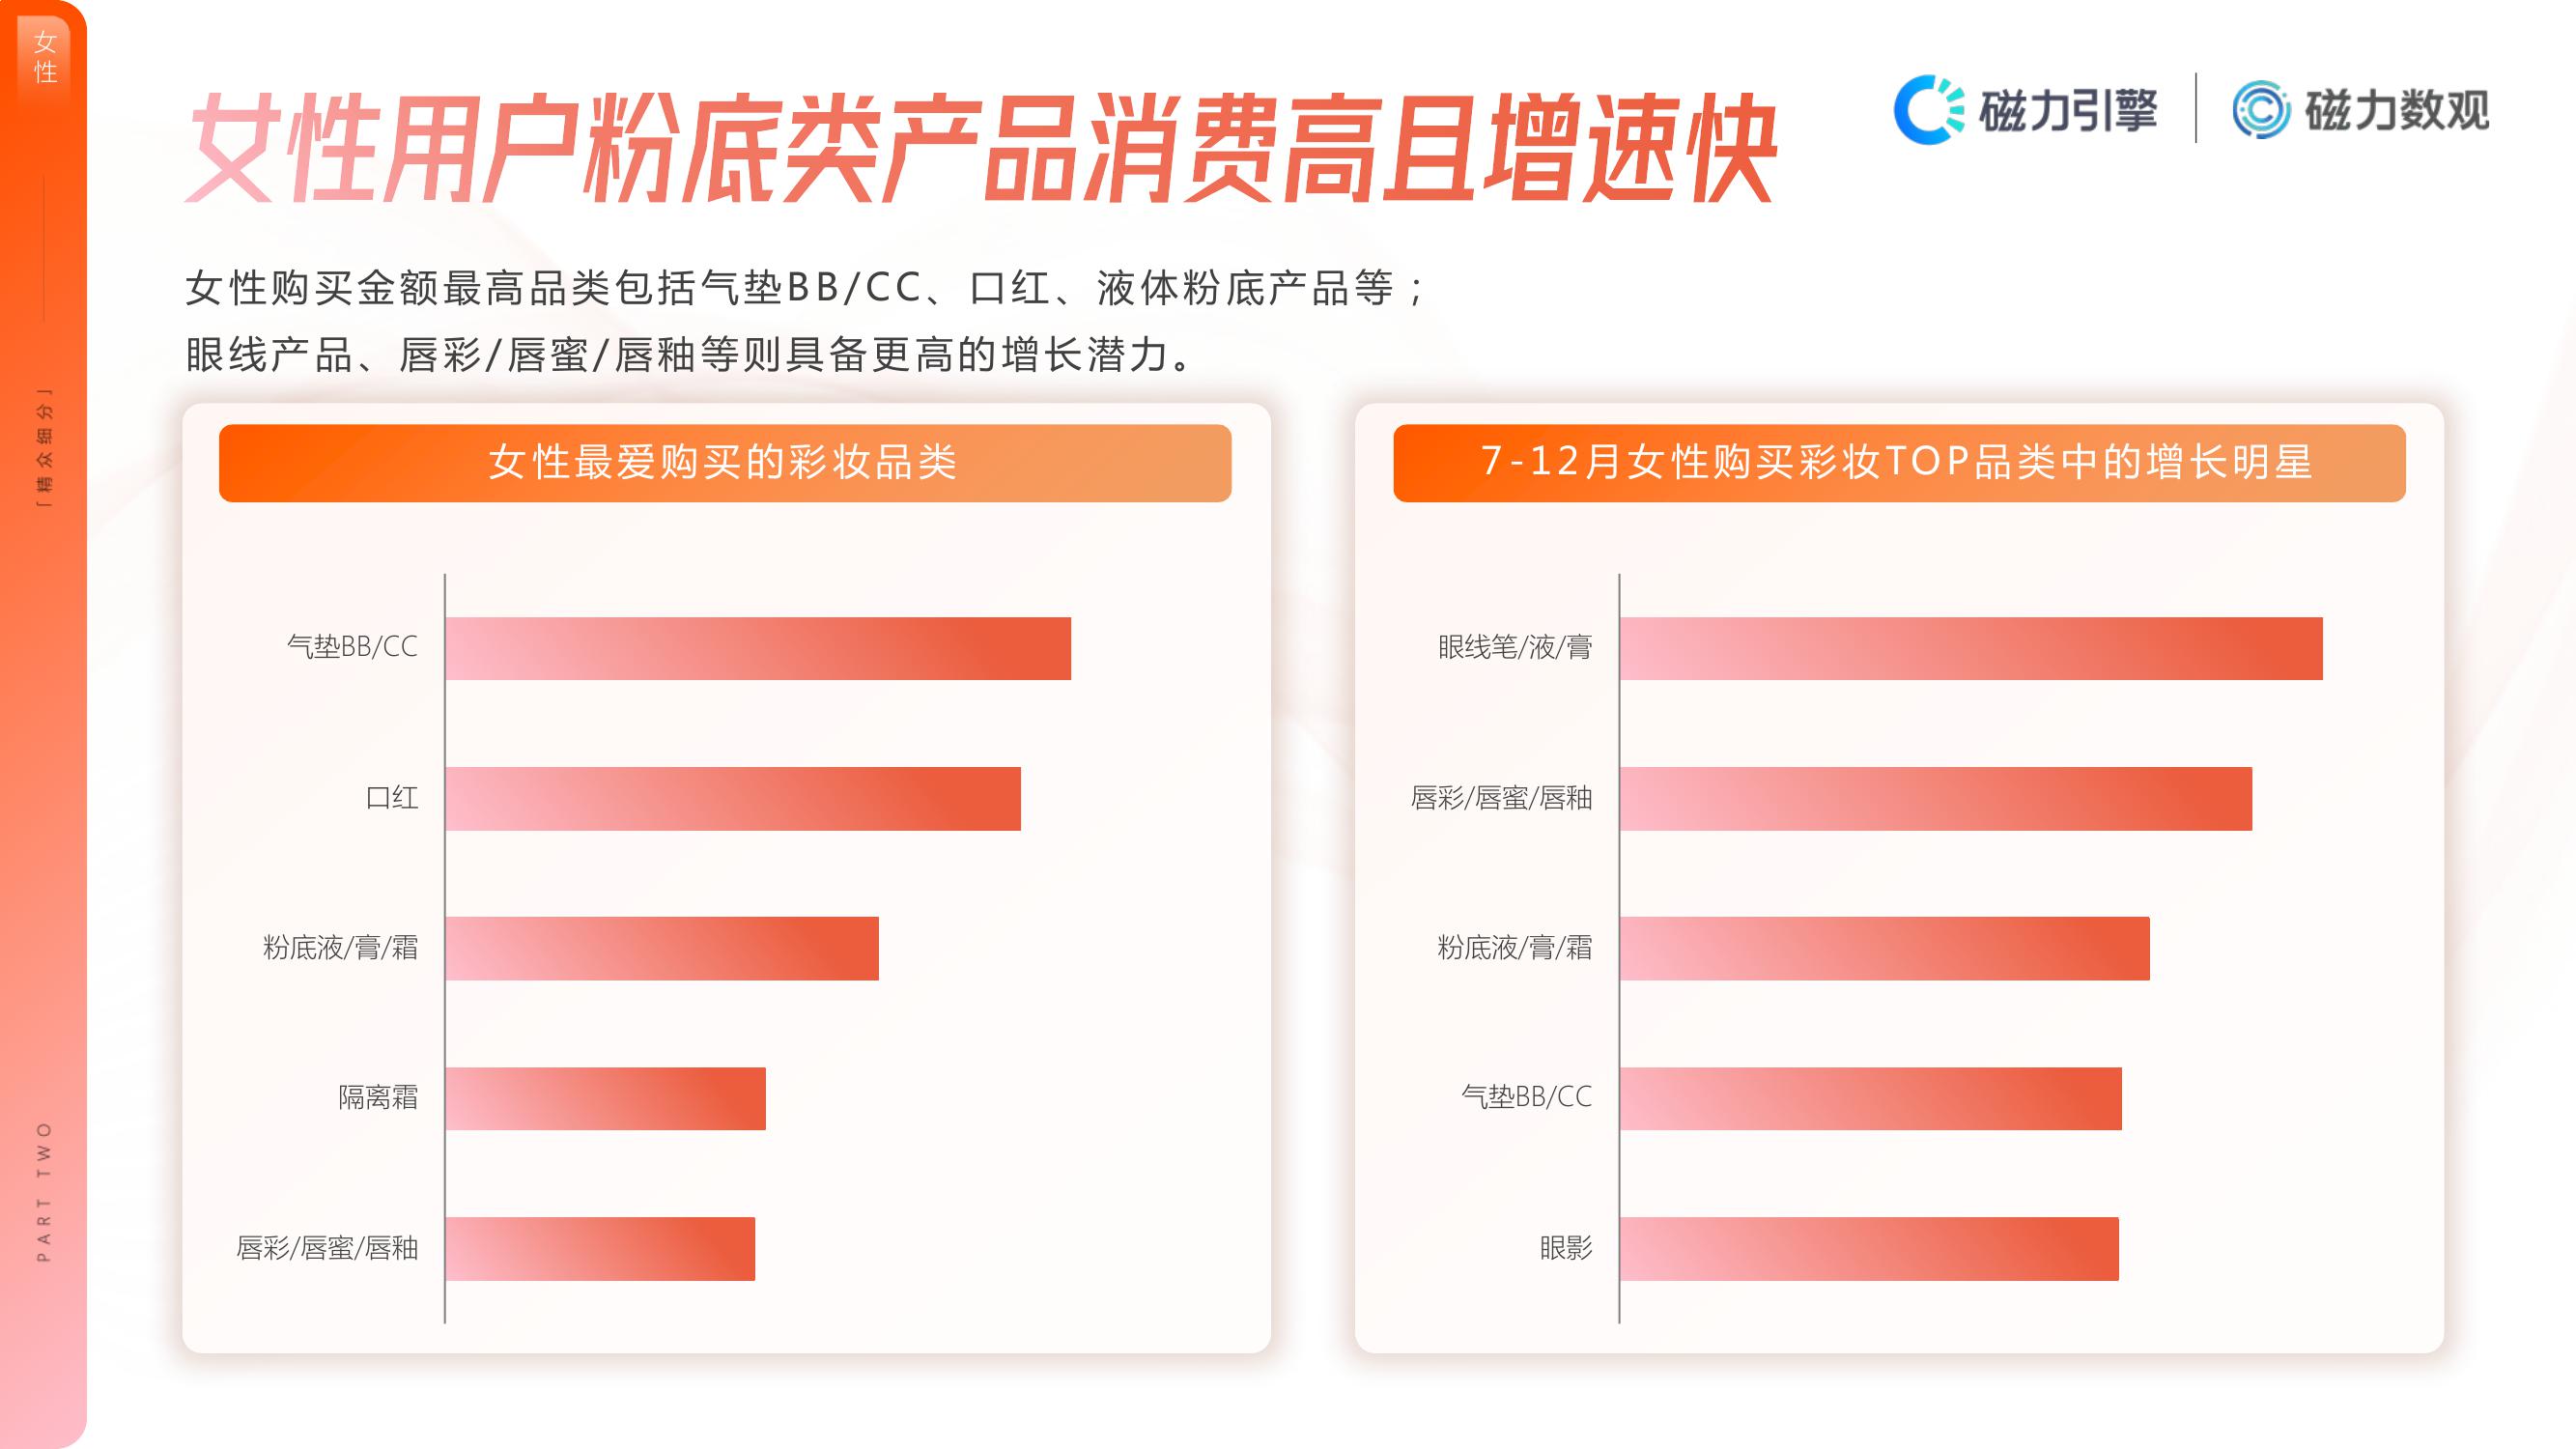 女性
「精众细分」
PART TWO
女性用户粉底类产品消费高且增速快
磁力引擎
磁力数观
女性购买金额最高品类包括气垫BB/CC、口红、液体粉底产品等；
眼线产品、唇彩/唇蜜/唇釉等则具备更高的增长潜力。
女性最爱购买的彩妆品类
气垫BB/CC
口红
粉底液/膏/霜
隔离霜
唇彩/唇蜜/唇釉
7-12月女性购买彩妆TOP品类中的增长明星
眼线笔/液/膏
唇彩/唇蜜/唇釉
粉底液/膏/霜
气垫BB/CC
眼影